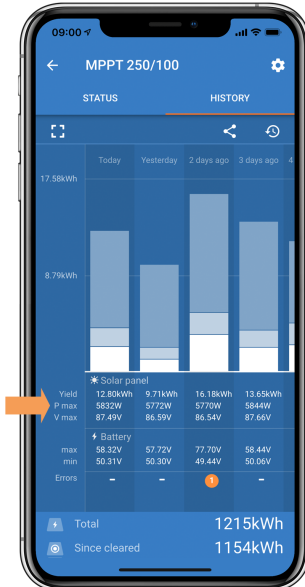 09:00
MPPT 250/100
STATUS HISTORY
Today Yesterday 2 days ago 3 days ago 4
17.58kWh
8.79kWh
Solar panel
Yield 12.80kWh 9.71kWh 16.18kWh 13.65kWh
P max 5832W 5772W 5770W 5844W
V max 87.49V 86.59V 86.54V 87.66V
Battery
max 58.32V 57.72V 77.70V 58.44V
min 50.31V 50.30V 49.44V 50.06V
Errors – – 1 –
Total 1215kWh
Since cleared 1154kWh